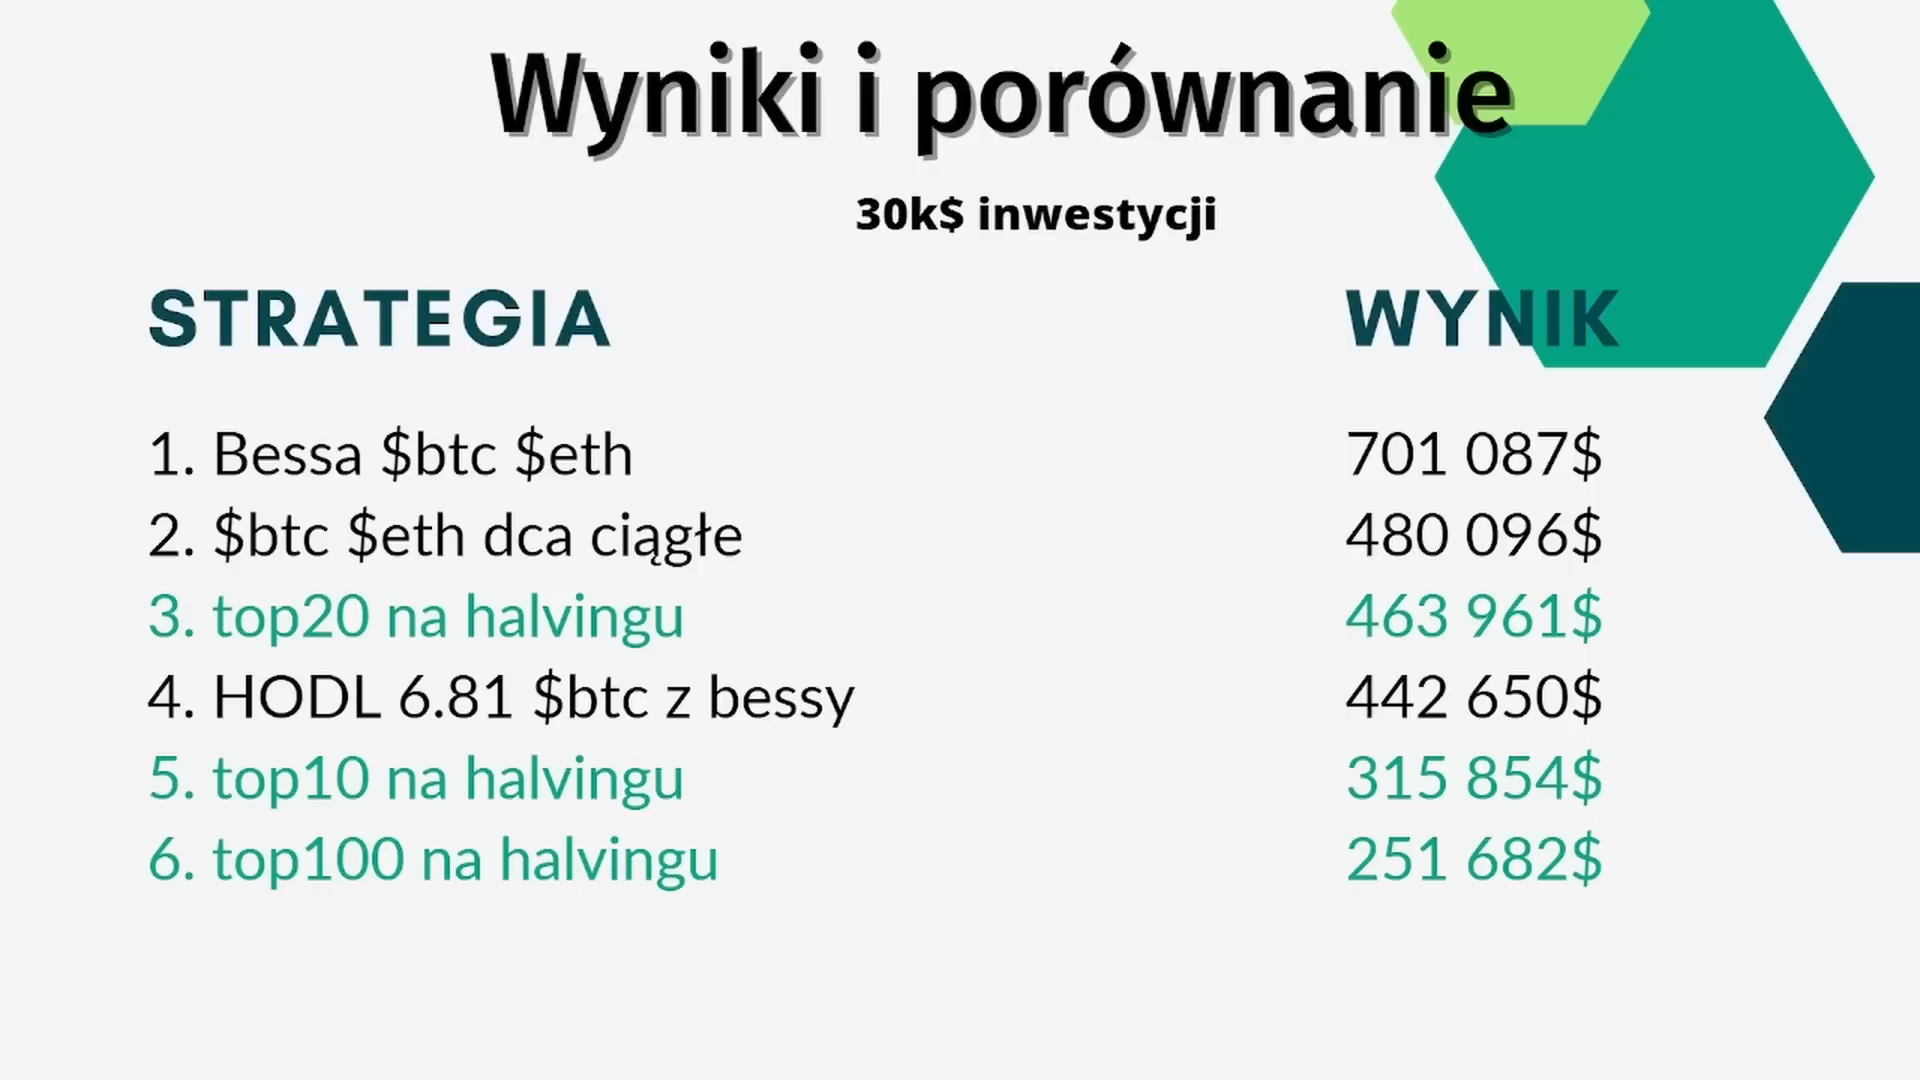 Wyniki i porównanie
30k$ inwestycji
STRATEGIA WYNIK
1. Bessa $btc $eth 701 087$
2. $btc $eth dca ciągłe 480 096$
3. top20 na halvingu 463 961$
4. HODL 6.81 $btc z bessy 442 650$
5. top10 na halvingu 315 854$
6. top100 na halvingu 251 682$